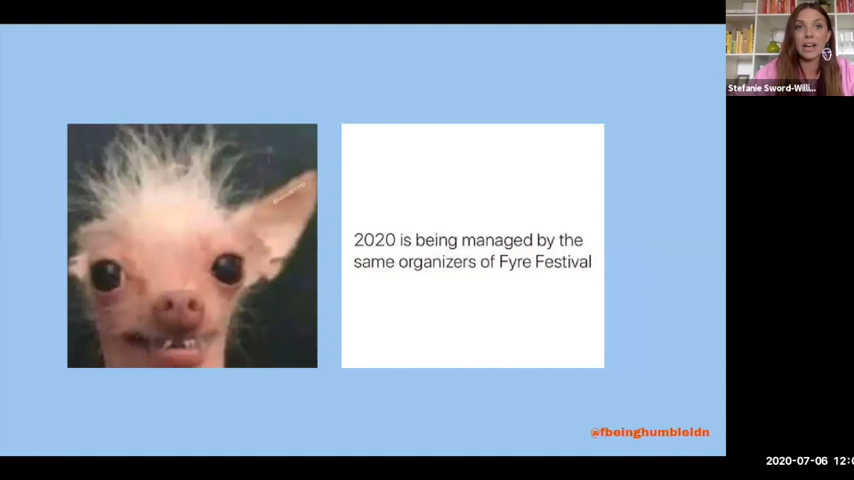 Stefanie Sword-Willi...
2020 is being managed by the
same organizers of Fyre Festival
@fbeinghumbleldn
2020-07-06 12:0